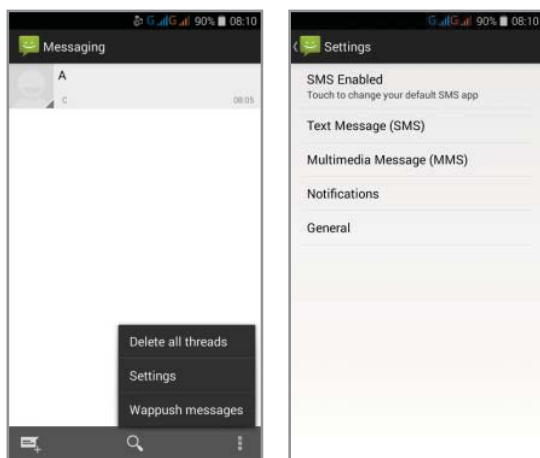 G G 90% 08:10
Messaging
A
C 08:05
Delete all threads
Settings
Wappush messages
G G 90% 08:10
Settings
SMS Enabled
Touch to change your default SMS app
Text Message (SMS)
Multimedia Message (MMS)
Notifications
General